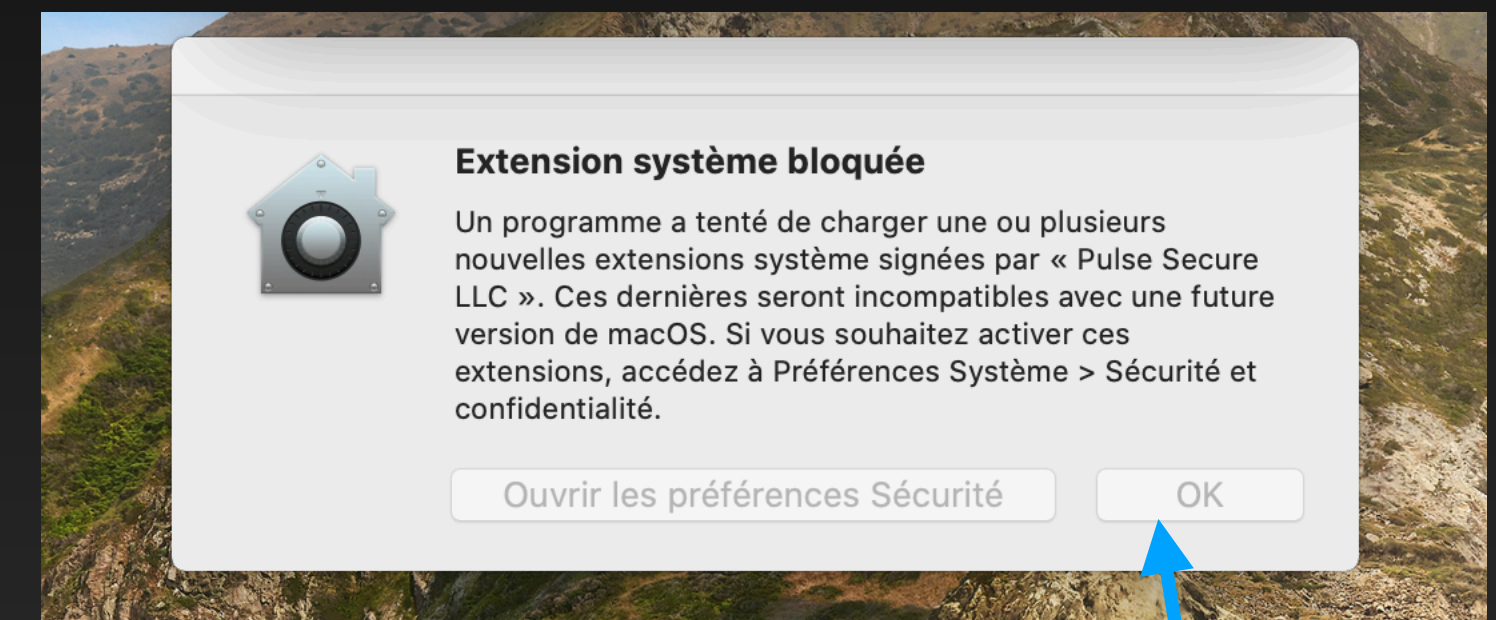 Extension système bloquée
Un programme a tenté de charger une ou plusieurs
nouvelles extensions système signées par « Pulse Secure
LLC ». Ces dernières seront incompatibles avec une future
version de macOS. Si vous souhaitez activer ces
extensions, accédez à Préférences Système > Sécurité et
confidentialité.
Ouvrir les préférences Sécurité
OK